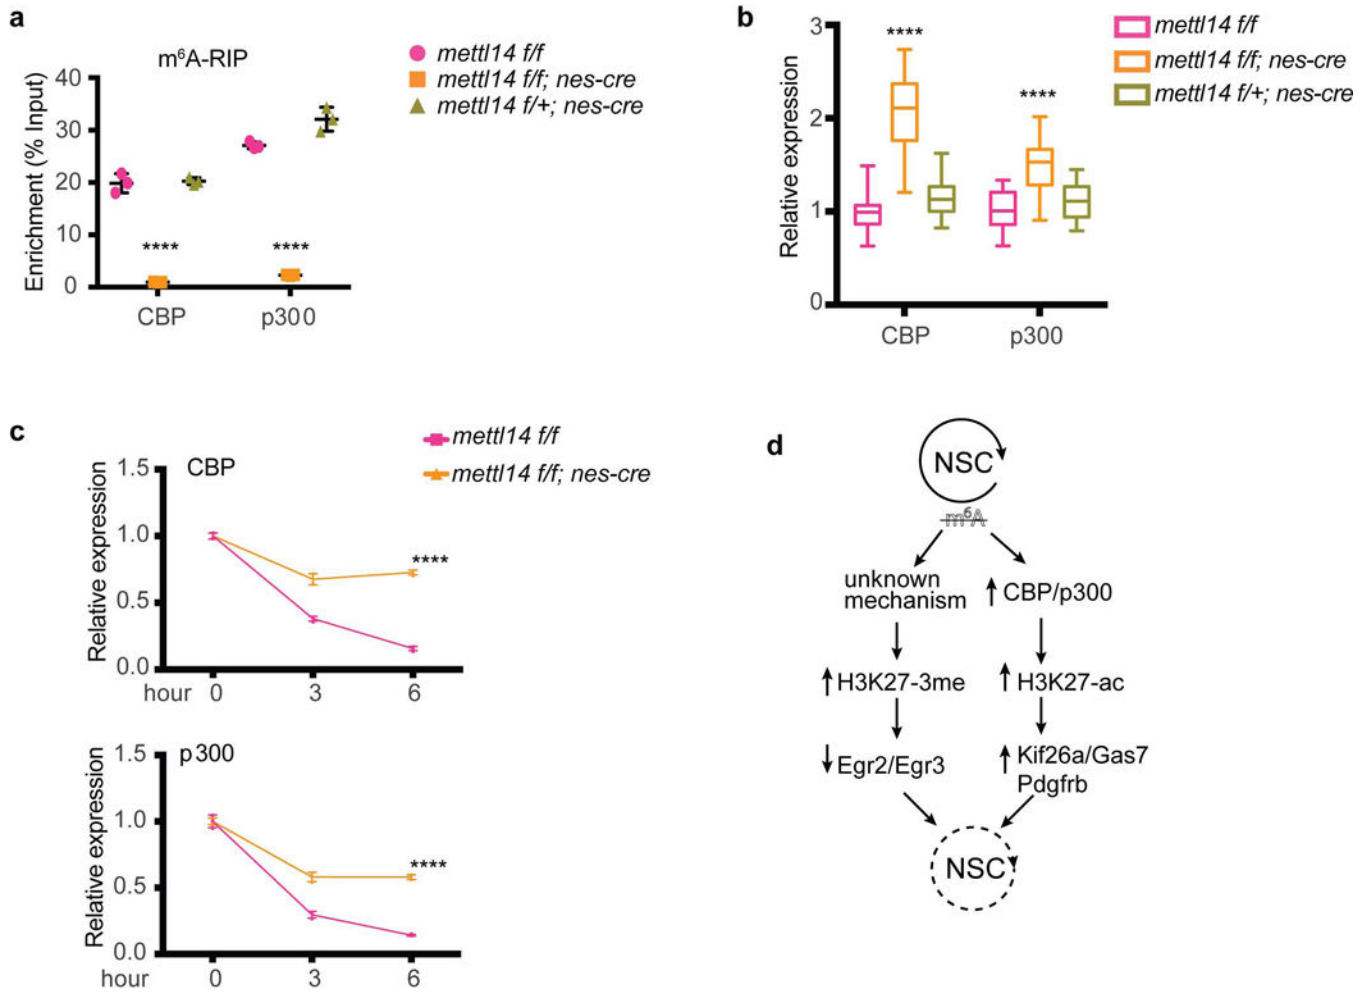 a
m⁶A-RIP
mettl14 f/f
mettl14 f/f; nes-cre
mettl14 f/+; nes-cre
Enrichment (% Input)
40
30
20
10
0
****
****
CBP
p300
b
mettl14 f/f
mettl14 f/f; nes-cre
mettl14 f/+; nes-cre
Relative expression
3
2
1
0
****
****
CBP
p300
c
mettl14 f/f
mettl14 f/f; nes-cre
CBP
Relative expression
1.5
1.0
0.5
0.0
****
hour 0 3 6
p300
Relative expression
1.5
1.0
0.5
0.0
****
hour 0 3 6
d
NSC
m⁶A
unknown
mechanism
↑ CBP/p300
↑ H3K27-3me
↑ H3K27-ac
↓ Egr2/Egr3
↑ Kif26a/Gas7
Pdgfrb
NSC